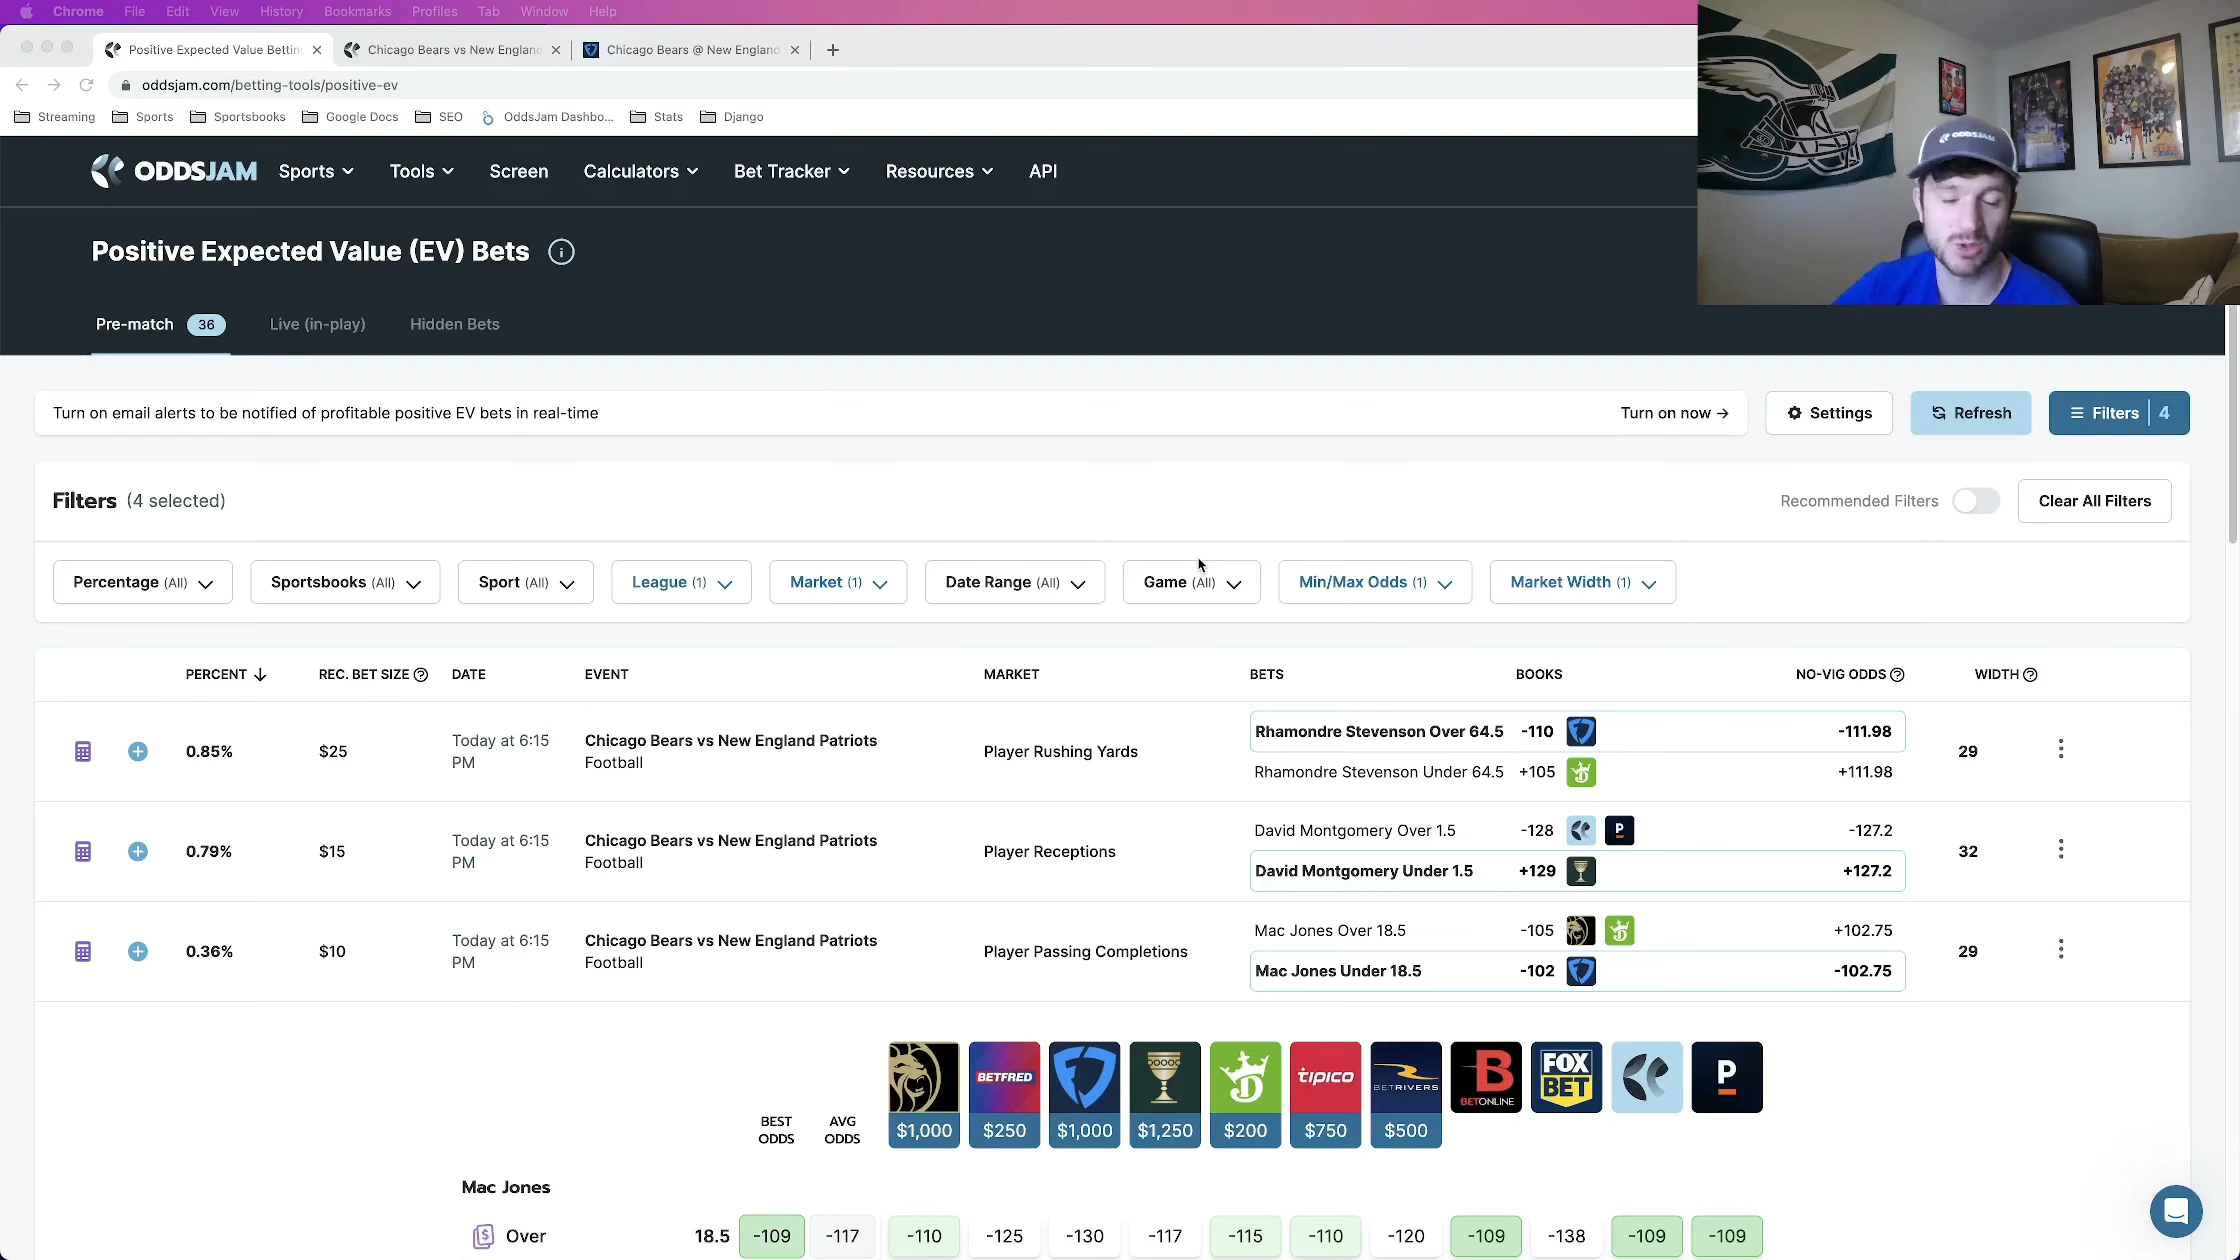 Chrome File Edit View History Bookmarks Profiles Tab Window Help
Positive Expected Value Bettin
Chicago Bears vs New England
Chicago Bears @ New England
oddsjam.com/betting-tools/positive-ev
Streaming Sports Sportsbooks Google Docs SEO OddsJam Dashbo... Stats Django
ODDSJAM Sports Tools Screen Calculators Bet Tracker Resources API
ODDSJAM
Positive Expected Value (EV) Bets
Pre-match 36 Live (in-play) Hidden Bets
Turn on email alerts to be notified of profitable positive EV bets in real-time Turn on now → Settings Refresh Filters 4
Filters (4 selected) Recommended Filters Clear All Filters
Percentage (All) Sportsbooks (All) Sport (All) League (1) Market (1) Date Range (All) Game (All) Min/Max Odds (1) Market Width (1)
PERCENT ↓ REC. BET SIZE DATE EVENT MARKET BETS BOOKS NO-VIG ODDS WIDTH
Rhamondre Stevenson Over 64.5 -110 -111.98
0.85% $25 Today at 6:15 PM Chicago Bears vs New England Patriots Football Player Rushing Yards 29
Rhamondre Stevenson Under 64.5 +105 +111.98
David Montgomery Over 1.5 -128 P -127.2
0.79% $15 Today at 6:15 PM Chicago Bears vs New England Patriots Football Player Receptions 32
David Montgomery Under 1.5 +129 +127.2
Mac Jones Over 18.5 -105 +102.75
0.36% $10 Today at 6:15 PM Chicago Bears vs New England Patriots Football Player Passing Completions 29
Mac Jones Under 18.5 -102 -102.75
BETFRED tipico BETRIVERS B BETONLINE FOX BET P
BEST ODDS AVG ODDS $1,000 $250 $1,000 $1,250 $200 $750 $500
Mac Jones
Over 18.5 -109 -117 -110 -125 -130 -117 -115 -110 -120 -109 -138 -109 -109